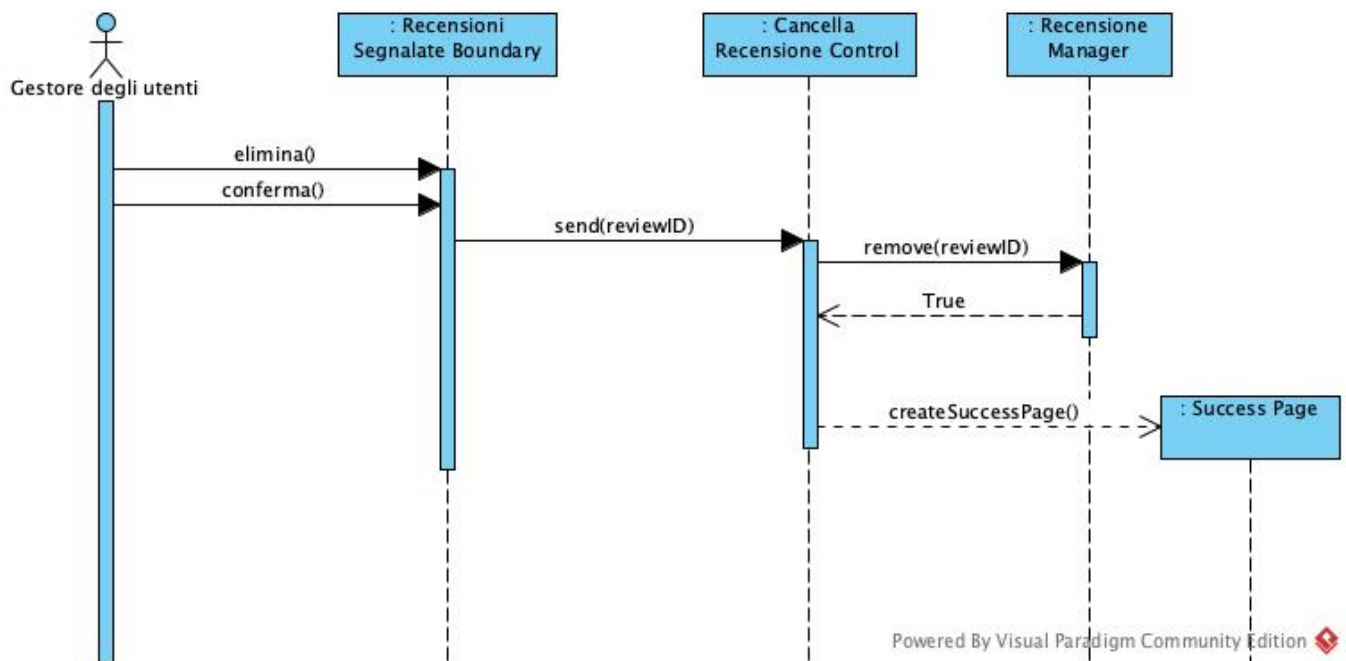 : Recensioni
Segnalate Boundary
: Cancella
Recensione Control
: Recensione
Manager
Gestore degli utenti
elimina()
conferma()
send(reviewID)
remove(reviewID)
True
createSuccessPage()
: Success Page
Powered By Visual Paradigm Community Edition